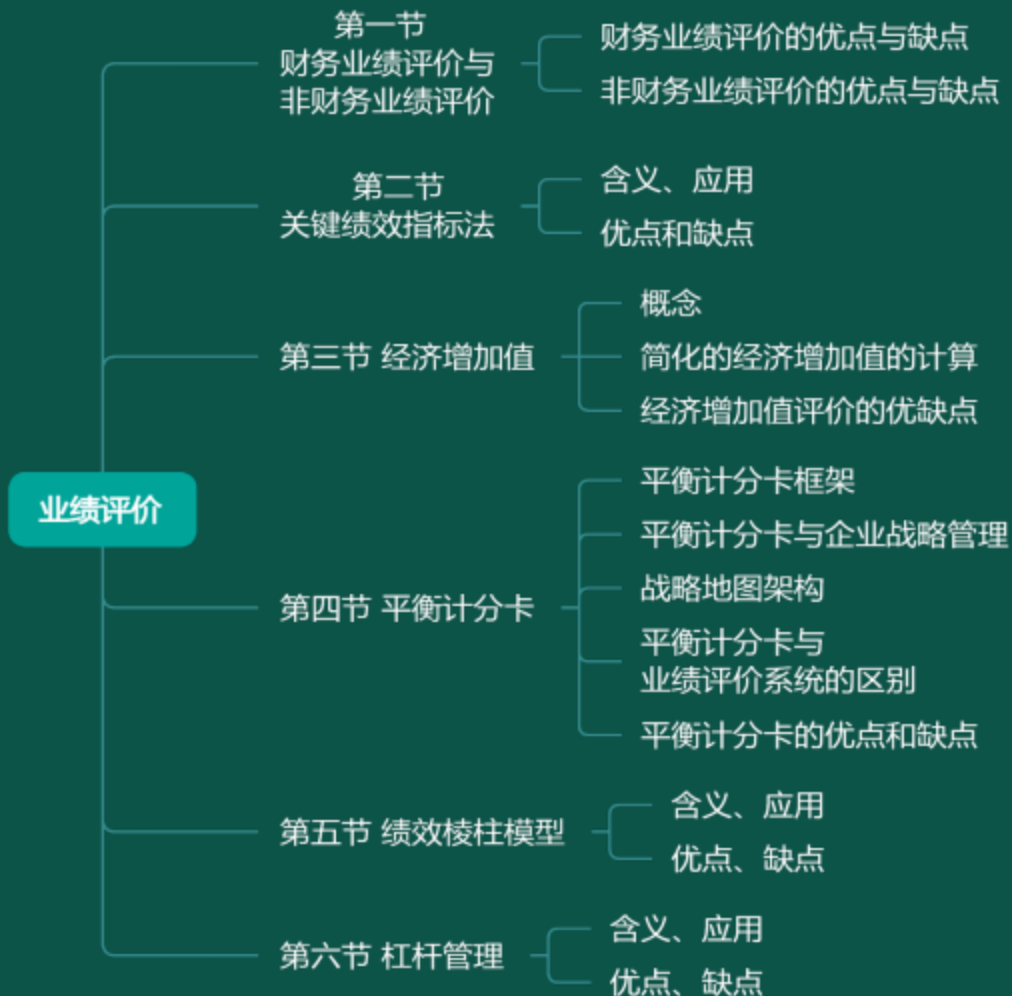 第一节
财务业绩评价与
非财务业绩评价
财务业绩评价的优点与缺点
非财务业绩评价的优点与缺点
第二节
关键绩效指标法
含义、应用
优点和缺点
第三节 经济增加值
概念
简化的经济增加值的计算
经济增加值评价的优缺点
业绩评价
第四节 平衡计分卡
平衡计分卡框架
平衡计分卡与企业战略管理
战略地图架构
平衡计分卡与
业绩评价系统的区别
平衡计分卡的优点和缺点
第五节 绩效棱柱模型
含义、应用
优点、缺点
第六节 杠杆管理
含义、应用
优点、缺点